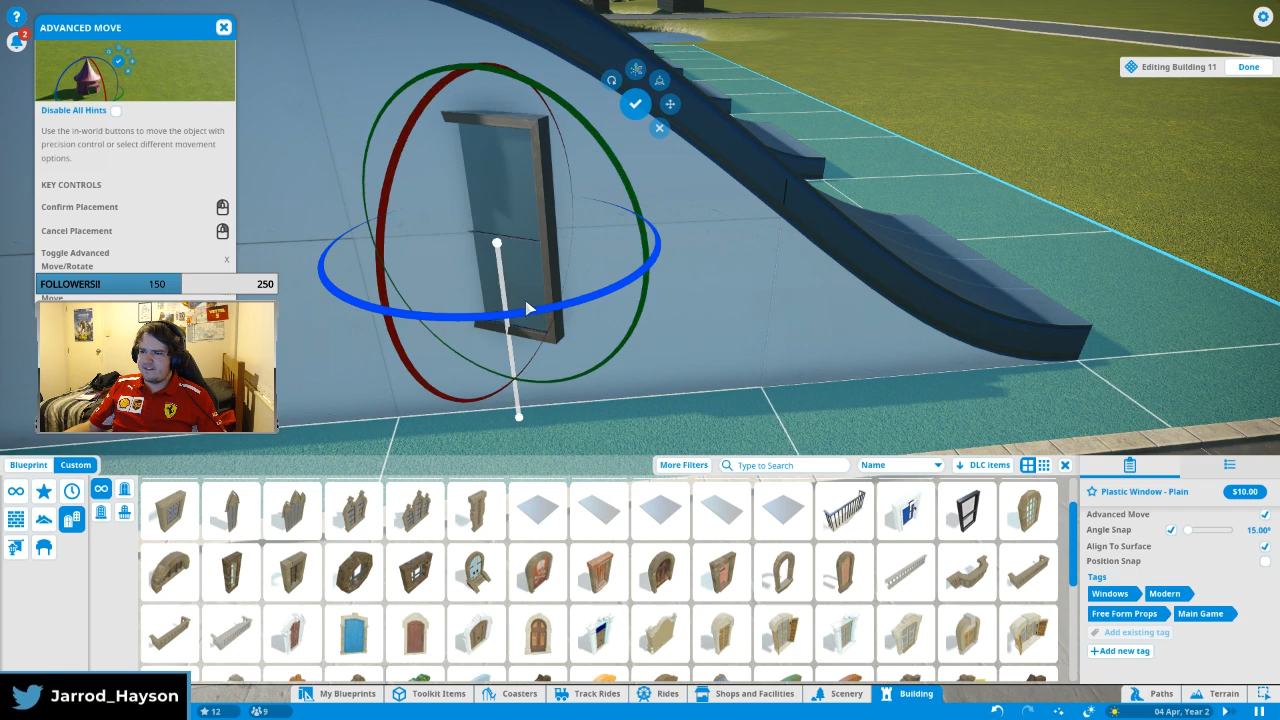 ?
2
ADVANCED MOVE
Disable All Hints
Use the in-world buttons to move the object with
precision control or select different movement
options.
KEY CONTROLS
Confirm Placement
Cancel Placement
Toggle Advanced
Move/Rotate
X
FOLLOWERS!! 150 250
Move
Editing Building 11 Done
Blueprint Custom
More Filters Type to Search Name DLC items
Plastic Window - Plain $10.00
Advanced Move
Angle Snap 15.00°
Align To Surface
Position Snap
Tags
Windows Modern
Free Form Props Main Game
Add existing tag
+Add new tag
Jarrod_Hayson
My Blueprints Toolkit Items Coasters Track Rides Rides Shops and Facilities Scenery Building Paths Terrain
12 9 04 Apr, Year 2